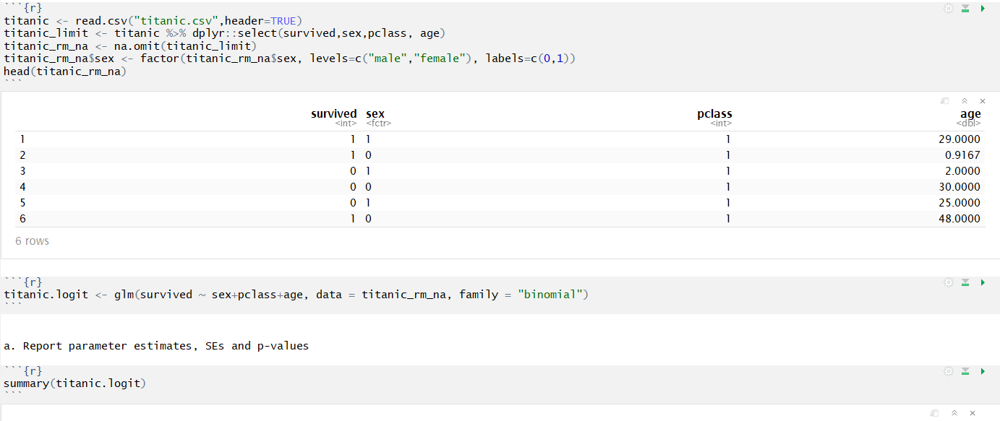 ```{r}
titanic <- read.csv("titanic.csv",header=TRUE)
titanic_limit <- titanic %>% dplyr::select(survived,sex,pclass, age)
titanic_rm_na <- na.omit(titanic_limit)
titanic_rm_na$sex <- factor(titanic_rm_na$sex, levels=c("male","female"), labels=c(0,1))
head(titanic_rm_na)
```
survived sex pclass age
<int> <fctr> <int> <dbl>
1 1 1 1 29.0000
2 1 0 1 0.9167
3 0 1 1 2.0000
4 0 0 1 30.0000
5 0 1 1 25.0000
6 1 0 1 48.0000
6 rows
```{r}
titanic.logit <- glm(survived ~ sex+pclass+age, data = titanic_rm_na, family = "binomial")
```
a. Report parameter estimates, SEs and p-values
```{r}
summary(titanic.logit)
```